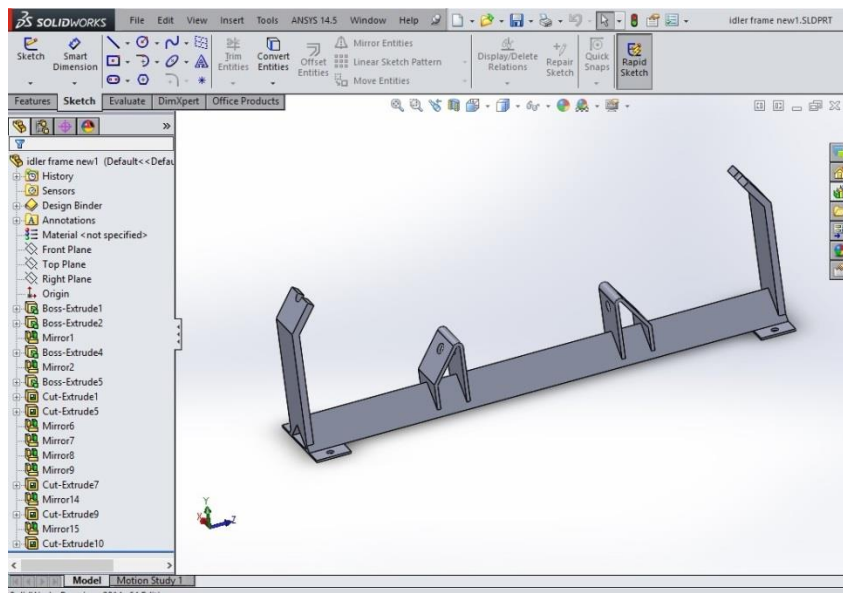 SOLIDWORKS File Edit View Insert Tools ANSYS 14.5 Window Help idler frame new1.SLDPRT
Sketch Smart Dimension Trim Entities Convert Entities Offset Entities Mirror Entities Display/Delete Relations Repair Sketch Quick Snaps Rapid Sketch
Linear Sketch Pattern
Move Entities
Features Sketch Evaluate DimXpert Office Products
idler frame new1 (Default<<Defau
History
Sensors
Design Binder
Annotations
Material <not specified>
Front Plane
Top Plane
Right Plane
Origin
Boss-Extrude1
Boss-Extrude2
Mirror1
Boss-Extrude4
Mirror2
Boss-Extrude5
Cut-Extrude1
Cut-Extrude5
Mirror6
Mirror7
Mirror8
Mirror9
Cut-Extrude7
Mirror14
Cut-Extrude9
Mirror15
Cut-Extrude10
Y
X
Z
Model Motion Study 1